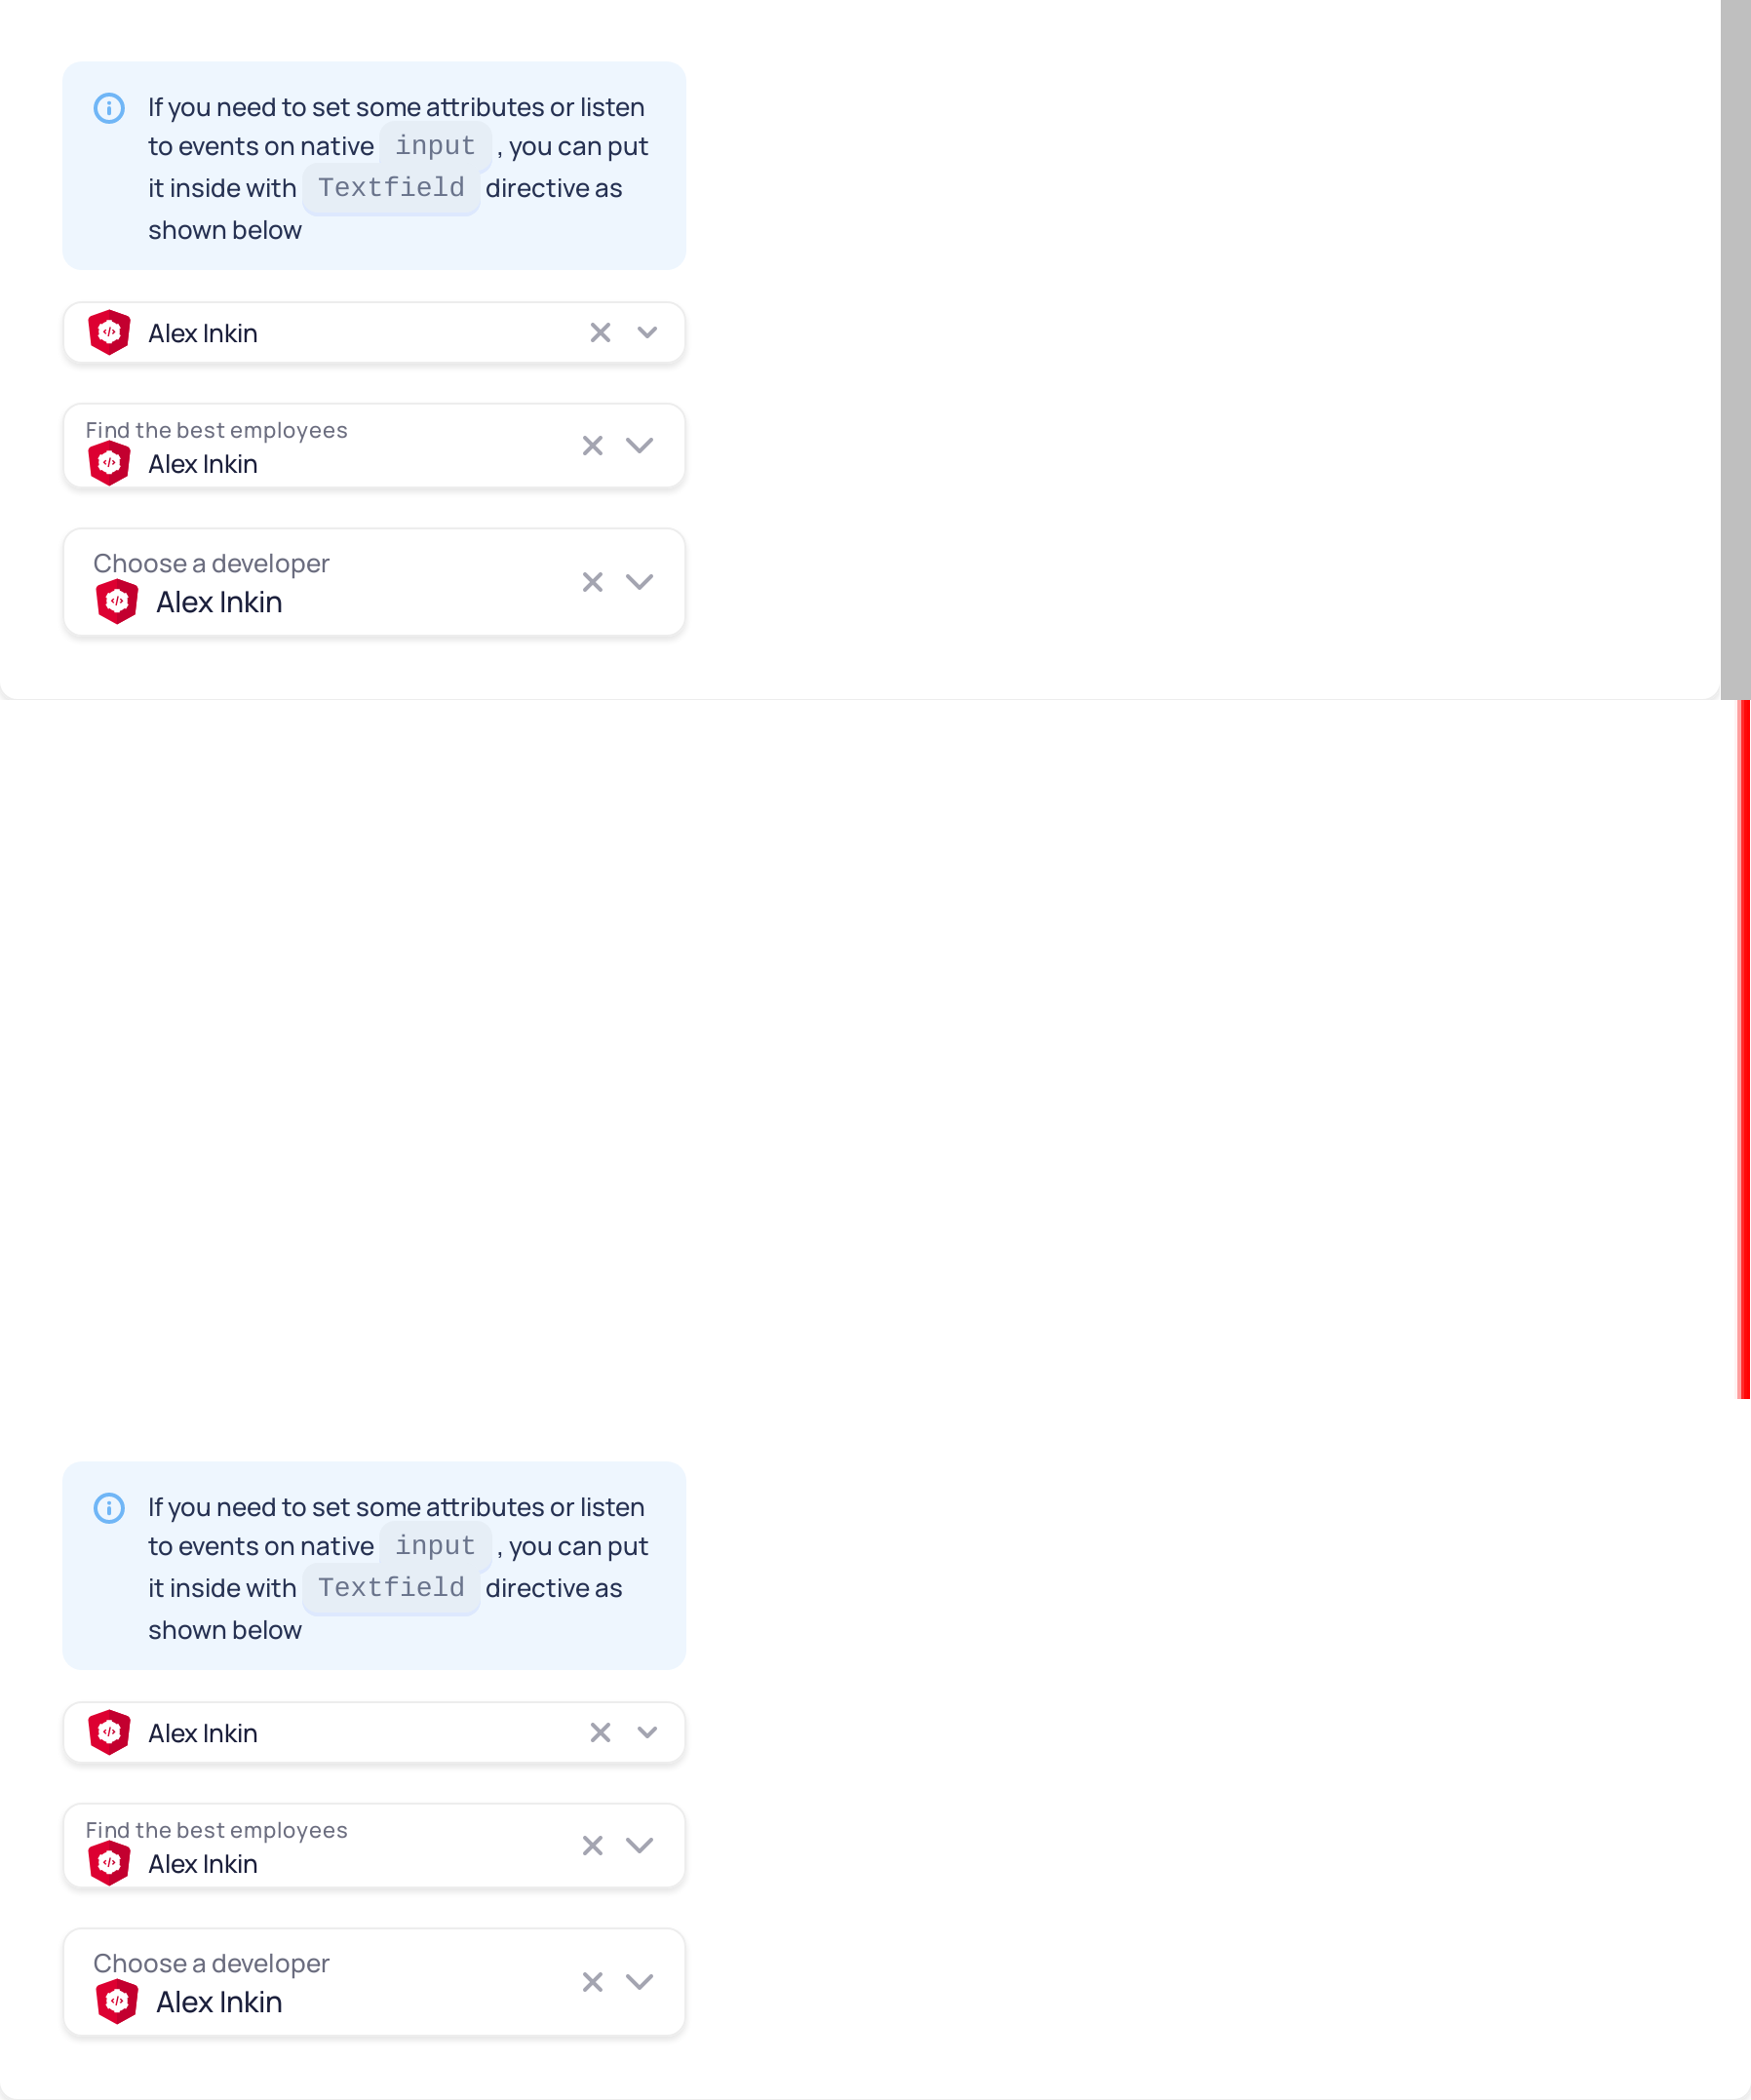 If you need to set some attributes or listen
to events on native input , you can put
it inside with Textfield directive as
shown below
Alex Inkin
Find the best employees
Alex Inkin
Choose a developer
Alex Inkin
If you need to set some attributes or listen
to events on native input , you can put
it inside with Textfield directive as
shown below
Alex Inkin
Find the best employees
Alex Inkin
Choose a developer
Alex Inkin